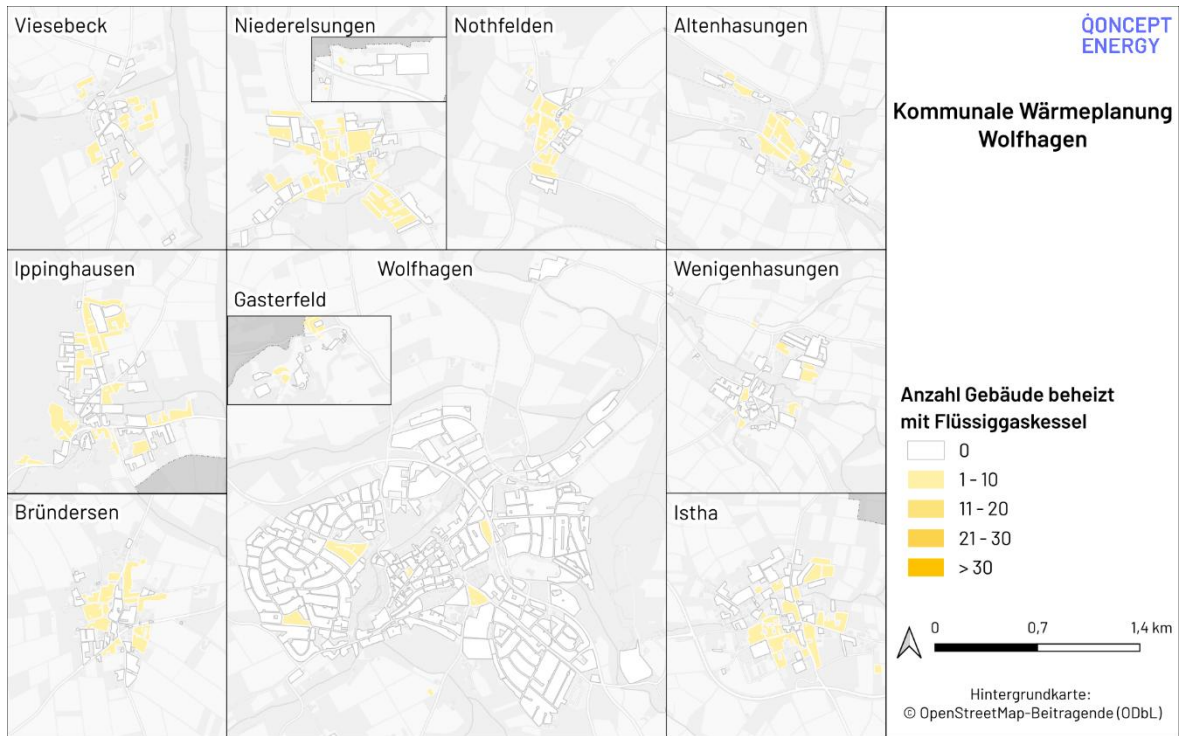 Viesebeck
Niederelsungen
Nothfelden
Altenhasungen
Ippinghausen
Wolfhagen
Gasterfeld
Wenigenhasungen
Bründersen
Istha
QONCEPT
ENERGY
Kommunale Wärmeplanung
Wolfhagen
Anzahl Gebäude beheizt
mit Flüssiggaskessel
0
1 - 10
11 - 20
21 - 30
> 30
0 0,7 1,4 km
Hintergrundkarte:
© OpenStreetMap-Beitragende (ODbL)